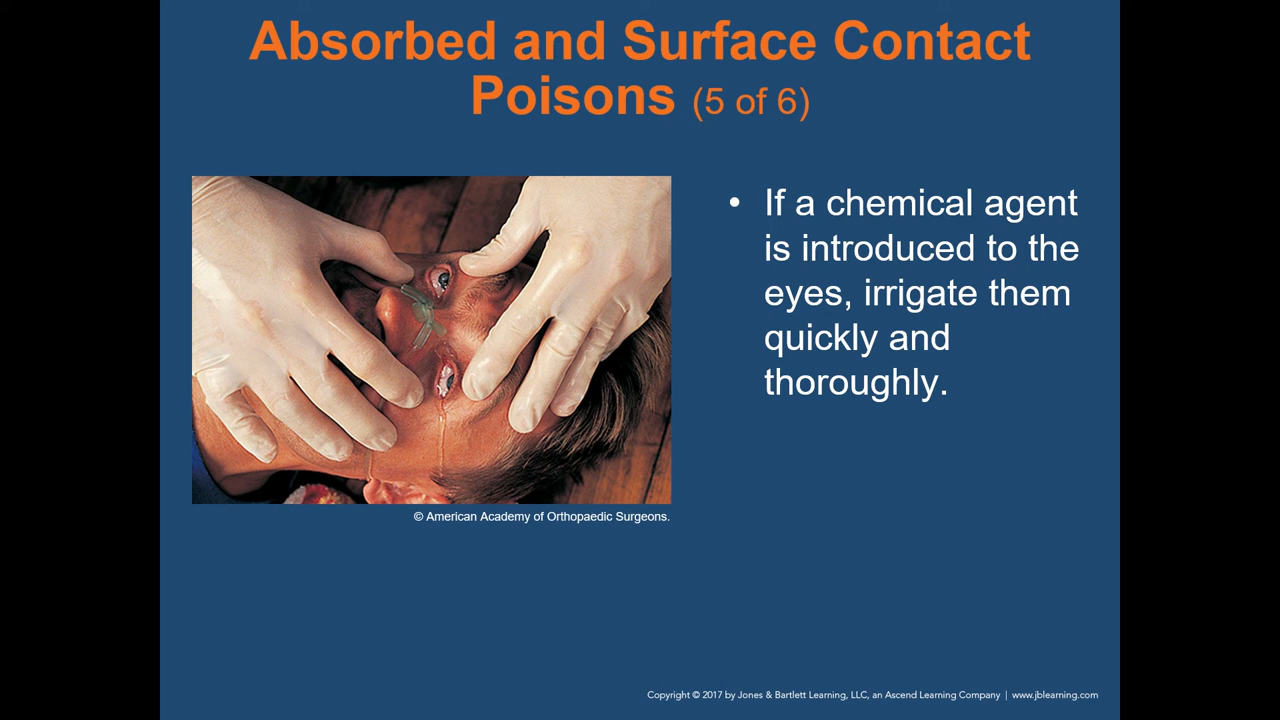 Absorbed and Surface Contact
Poisons (5 of 6)
• If a chemical agent
is introduced to the
eyes, irrigate them
quickly and
thoroughly.
© American Academy of Orthopaedic Surgeons.
Copyright © 2017 by Jones & Bartlett Learning, LLC, an Ascend Learning Company | www.jblearning.com